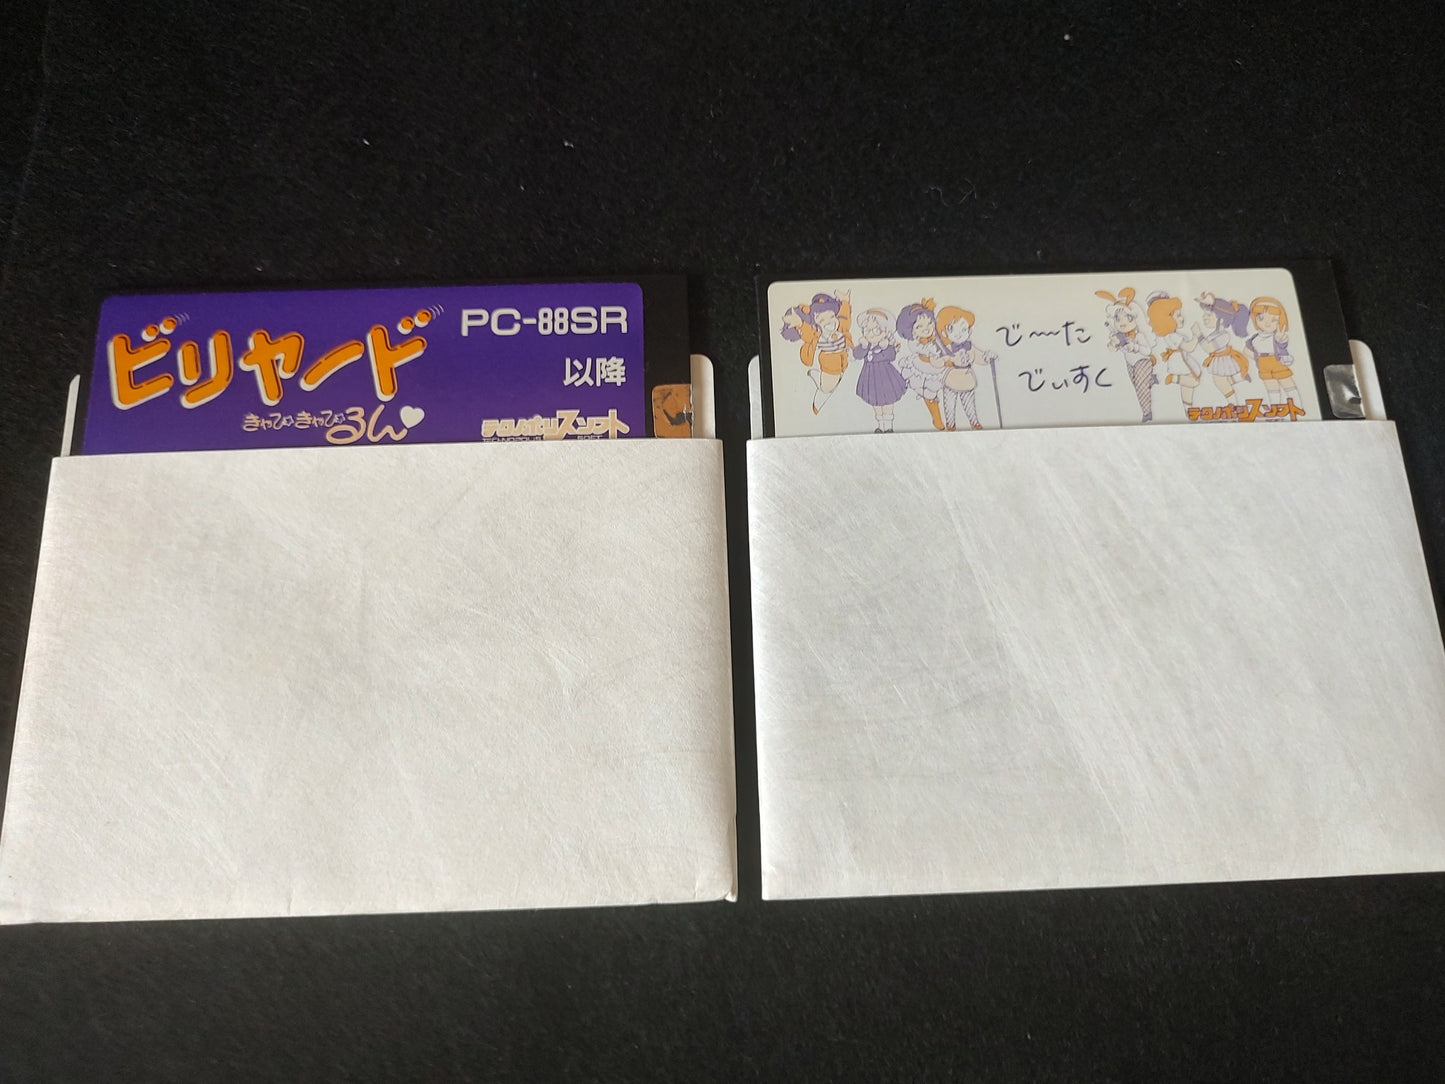 ビリヤード
きゃぴきゃぴるん
PC-88SR
以降
テクノポリスソフト
TECHNOPOLIS SOFT
で〜た
でぃすく
テクノポリスソフト